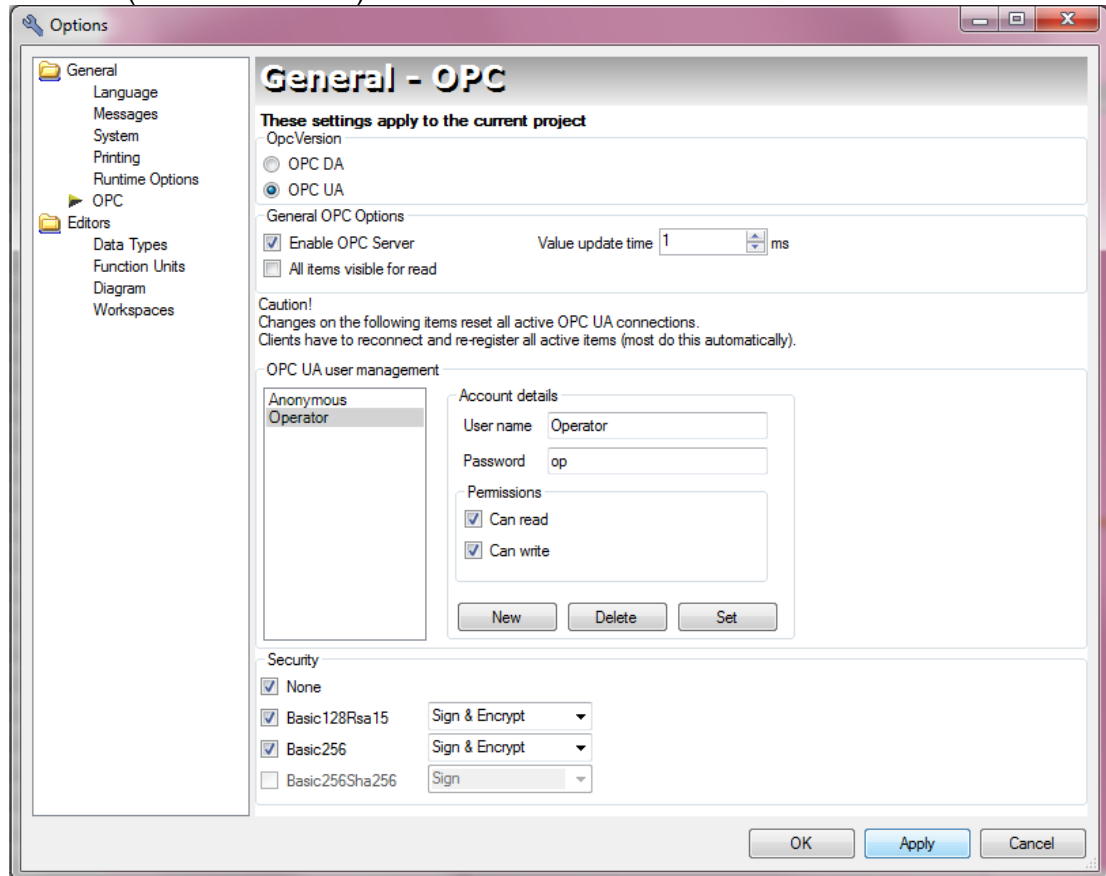 Options
General
Language
Messages
System
Printing
Runtime Options
OPC
Editors
Data Types
Function Units
Diagram
Workspaces
General - OPC
These settings apply to the current project
OpcVersion
OPC DA
OPC UA
General OPC Options
Enable OPC Server
Value update time 1 ms
All items visible for read
Caution!
Changes on the following items reset all active OPC UA connections.
Clients have to reconnect and re-register all active items (most do this automatically).
OPC UA user management
Anonymous
Operator
Account details
User name Operator
Password op
Permissions
Can read
Can write
New Delete Set
Security
None
Basic128Rsa15 Sign & Encrypt
Basic256 Sign & Encrypt
Basic256Sha256 Sign
OK Apply Cancel